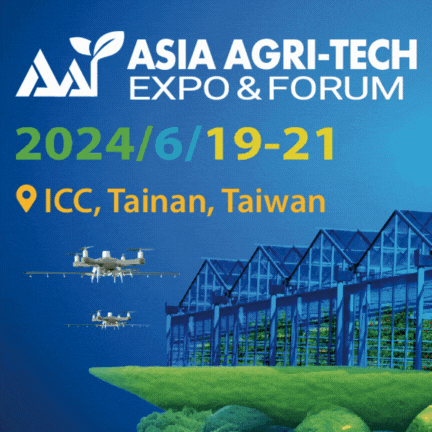 ASIA AGRI-TECH
EXPO & FORUM
2024/6/19-21
ICC, Tainan, Taiwan